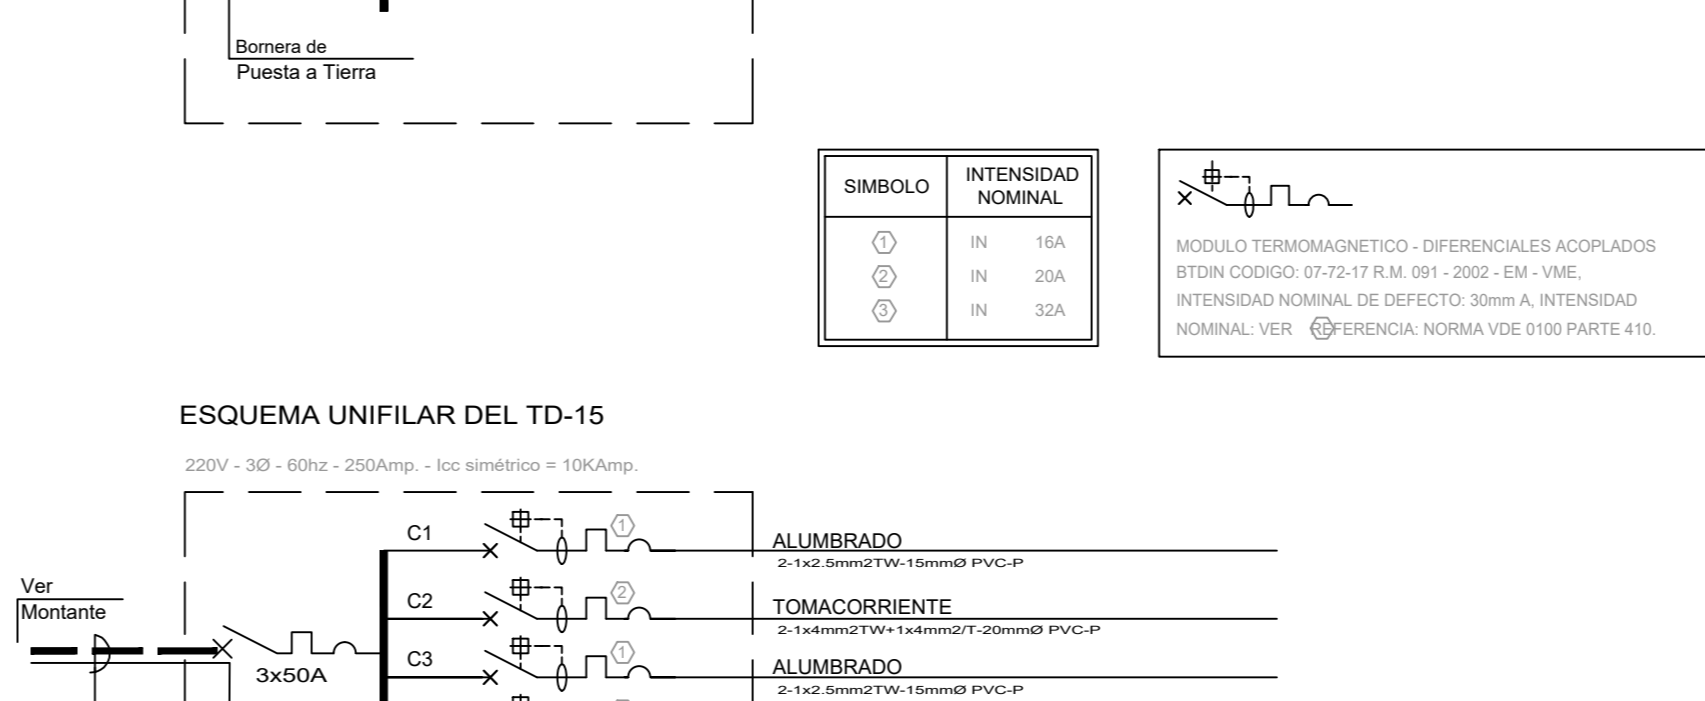 Bornera de
Puesta a Tierra
SIMBOLO
INTENSIDAD
NOMINAL
1 IN 16A
2 IN 20A
3 IN 32A
MODULO TERMOMAGNETICO - DIFERENCIALES ACOPLADOS
BTDIN CODIGO: 07-72-17 R.M. 091 - 2002 - EM - VME,
INTENSIDAD NOMINAL DE DEFECTO: 30mm A, INTENSIDAD
NOMINAL: VER REFERENCIA: NORMA VDE 0100 PARTE 410.
ESQUEMA UNIFILAR DEL TD-15
220V - 3Ø - 60hz - 250Amp. - Icc simétrico = 10KAmp.
Ver
Montante
3x50A
C1
1
ALUMBRADO
2-1x2.5mm2TW-15mmØ PVC-P
C2
2
TOMACORRIENTE
2-1x4mm2TW+1x4mm2/T-20mmØ PVC-P
C3
1
ALUMBRADO
2-1x2.5mm2TW-15mmØ PVC-P